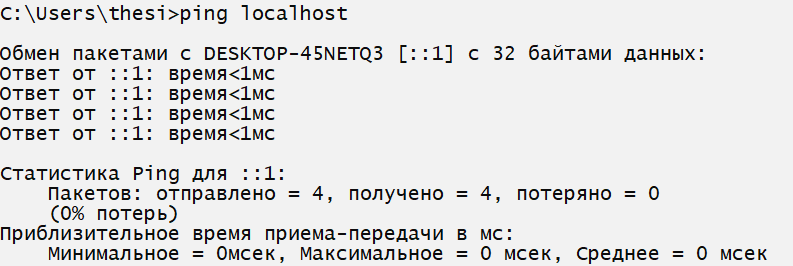 C:\Users\thesi>ping localhost
Обмен пакетами с DESKTOP-45NETQ3 [::1] с 32 байтами данных:
Ответ от ::1: время<1мс
Ответ от ::1: время<1мс
Ответ от ::1: время<1мс
Ответ от ::1: время<1мс
Статистика Ping для ::1:
Пакетов: отправлено = 4, получено = 4, потеряно = 0
(0% потерь)
Приблизительное время приема-передачи в мс:
Минимальное = 0мсек, Максимальное = 0 мсек, Среднее = 0 мсек